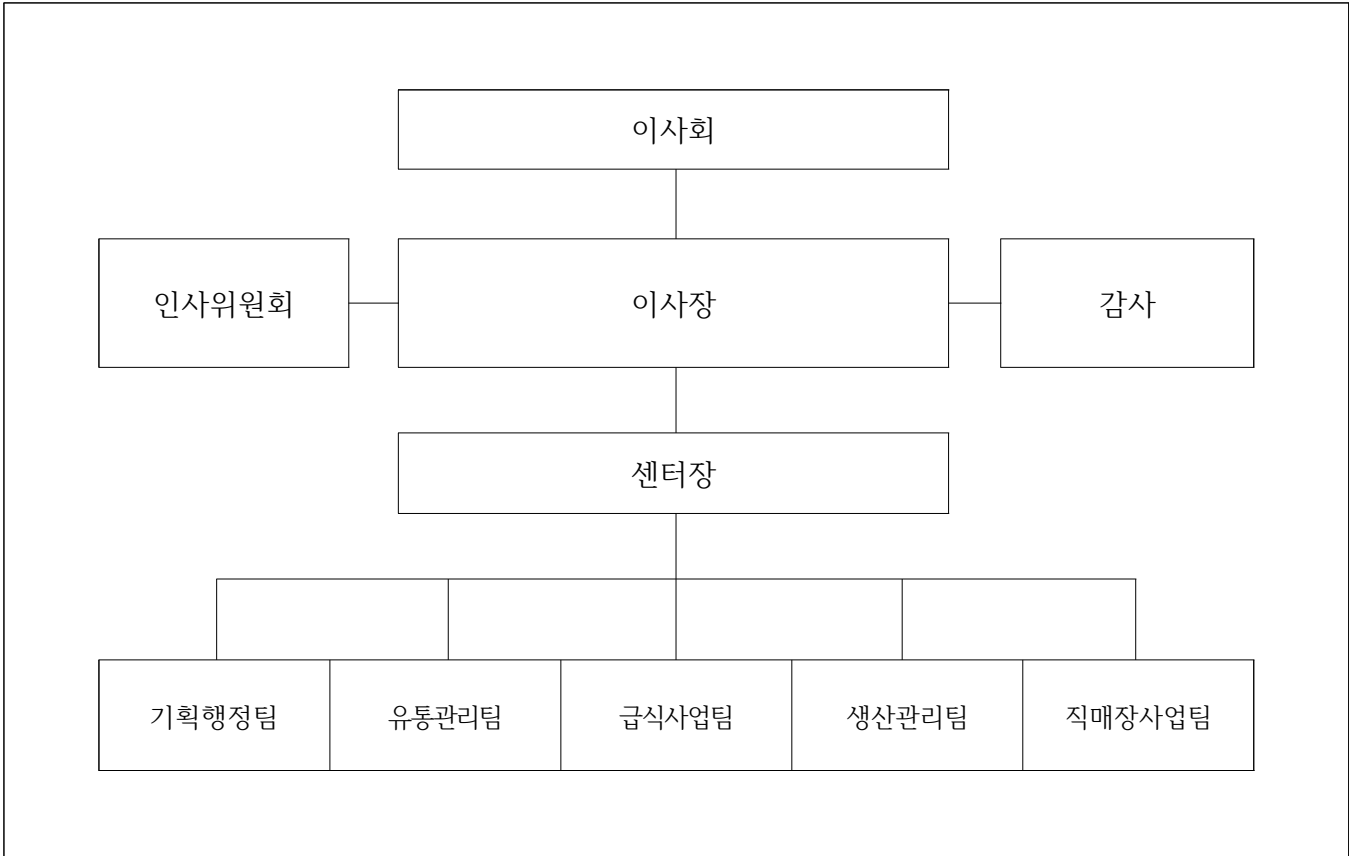 이사회
인사위원회
이사장
감사
센터장
기획행정팀
유통관리팀
급식사업팀
생산관리팀
직매장사업팀